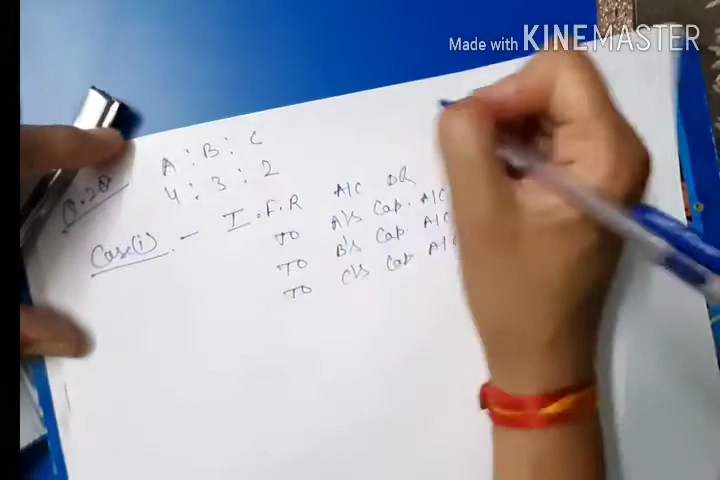 Made with KINEMASTER
A : B : C
4 : 3 : 2
Case (i) - I.F.R A/C DR
TO A's Cap. A/C
TO B's Cap. A/C
TO C's Cap A/C